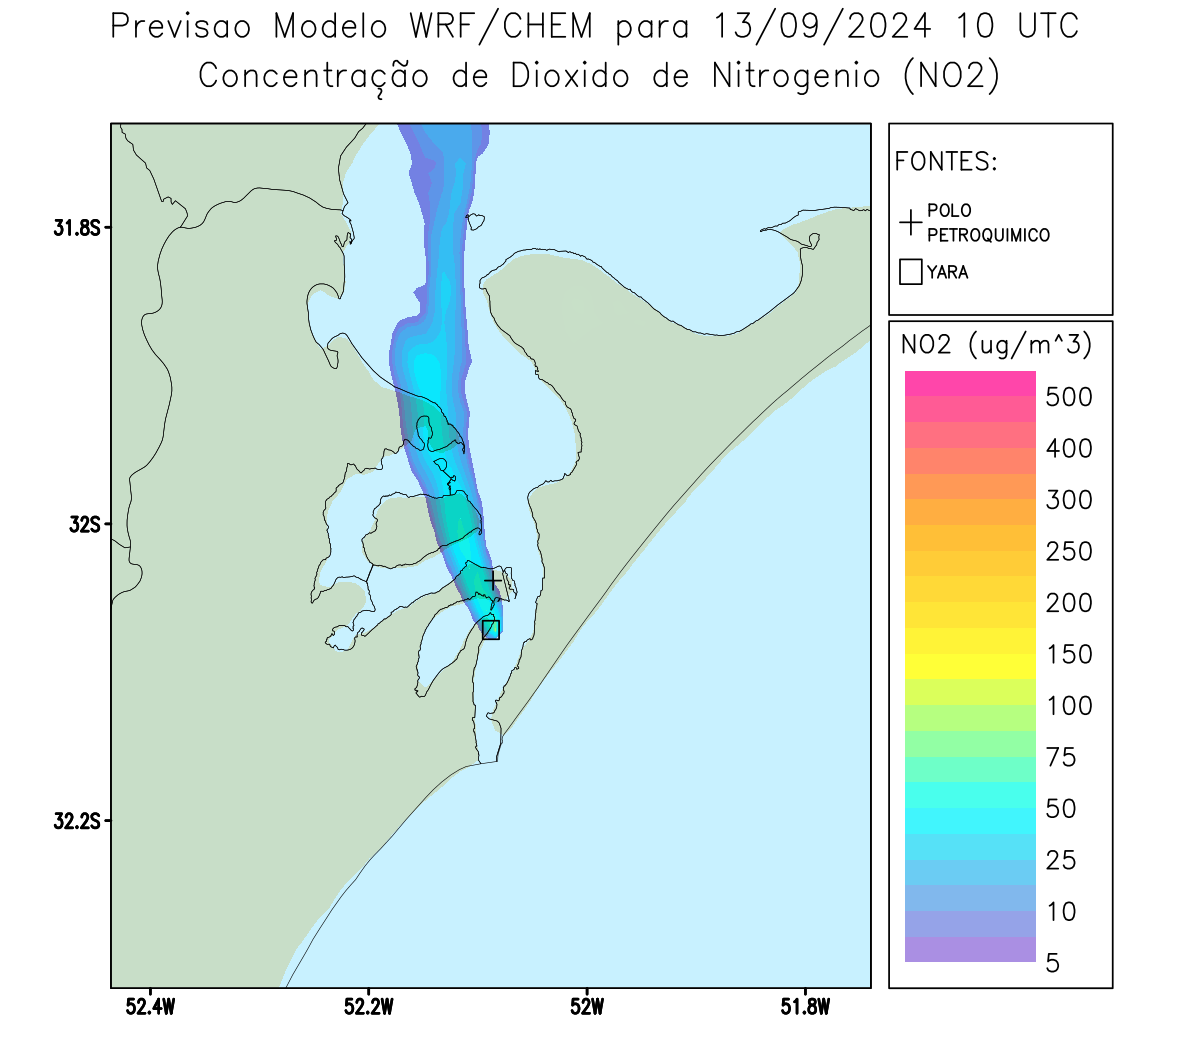 Previsao Modelo WRF/CHEM para 13/09/2024 10 UTC
Concentração de Dioxido de Nitrogenio (NO2)
FONTES:
POLO
PETROQUIMICO
YARA
NO2 (ug/m^3)
500
400
300
250
200
150
100
75
50
25
10
5
31.8S
32S
32.2S
52.4W
52.2W
52W
51.8W